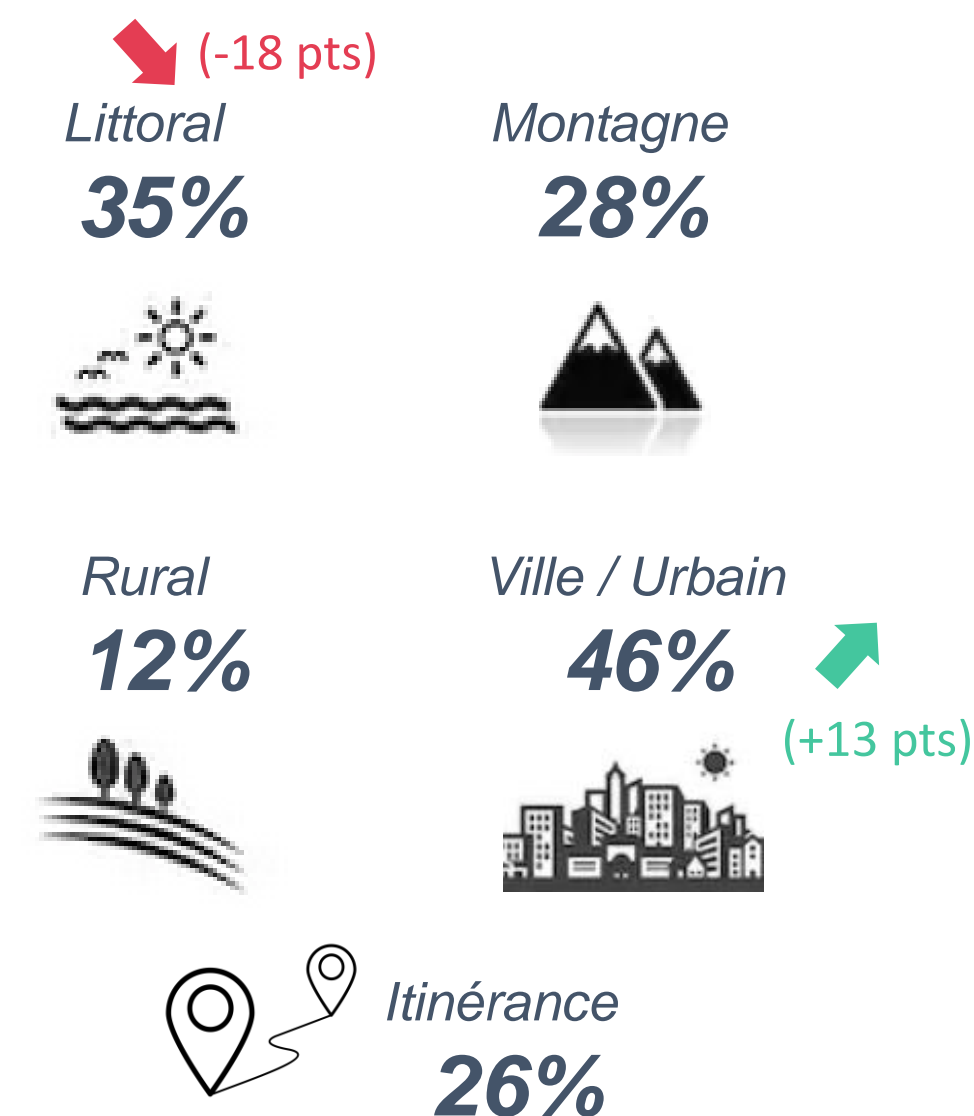 (-18 pts)
Littoral
35%
Montagne
28%
Rural
12%
Ville / Urbain
46%
(+13 pts)
Itinérance
26%